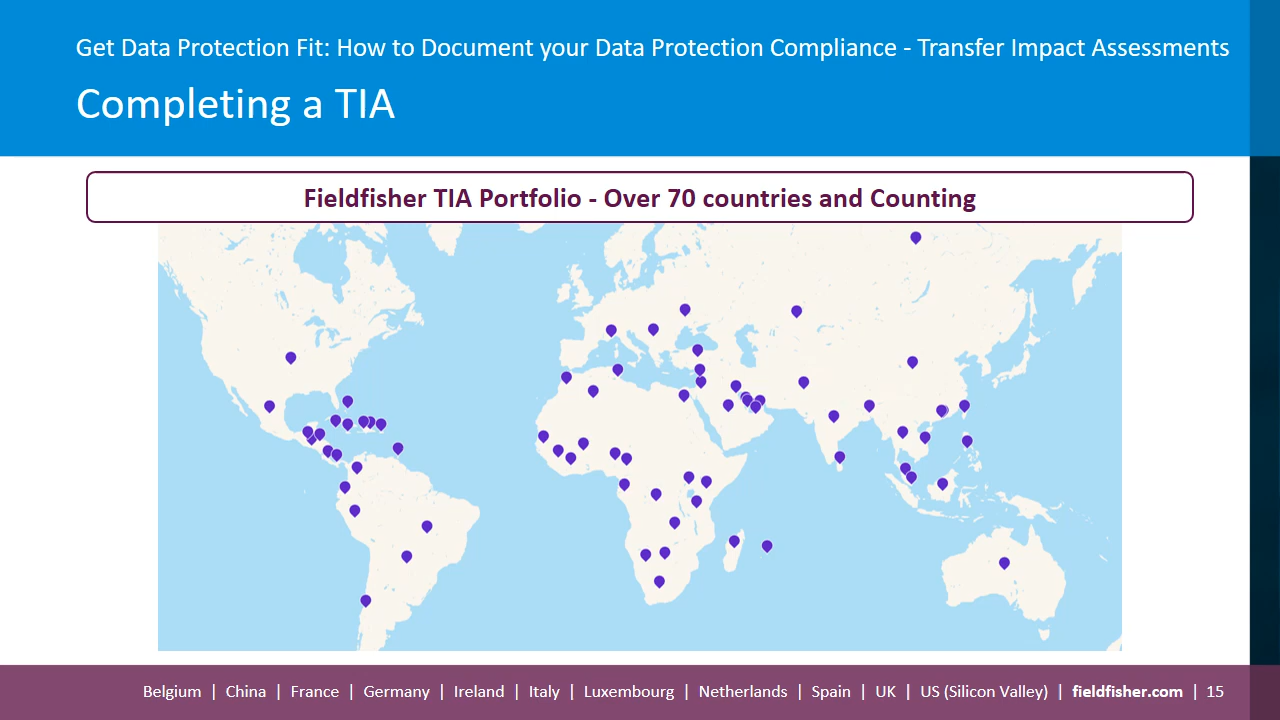 Get Data Protection Fit: How to Document your Data Protection Compliance - Transfer Impact Assessments
Completing a TIA
Fieldfisher TIA Portfolio - Over 70 countries and Counting
Belgium | China | France | Germany | Ireland | Italy | Luxembourg | Netherlands | Spain | UK | US (Silicon Valley) | fieldfisher.com | 15